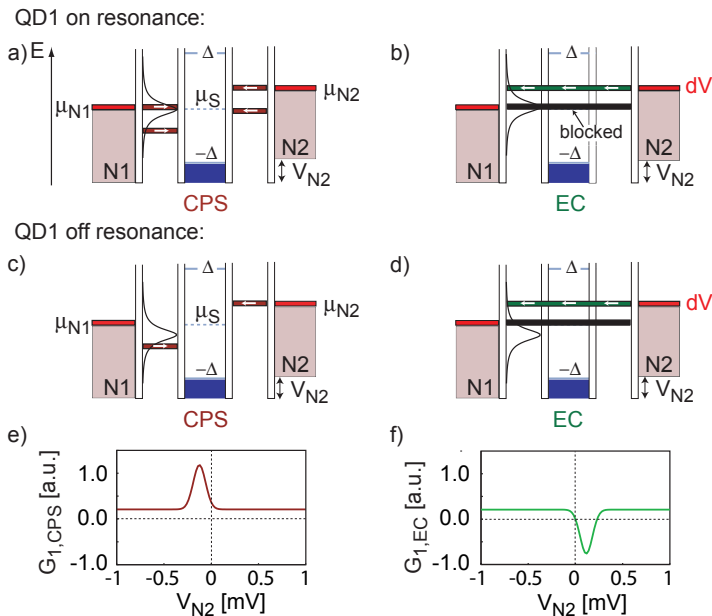 QD1 on resonance:
a) E Δ
b) Δ
μN1 μS μN2
dV
blocked
−Δ N2
−Δ N2
N1 VN2
N1 VN2
CPS
EC
QD1 off resonance:
c) Δ
d) Δ
μN1 μS μN2
dV
−Δ N2
−Δ N2
N1 VN2
N1 VN2
CPS
EC
e)
f)
G1,CPS [a.u.]
1.0
0.0
-1.0
-1 -0.5 0 0.5 1
VN2 [mV]
G1,EC [a.u.]
1.0
0.0
-1.0
-1 -0.5 0 0.5 1
VN2 [mV]